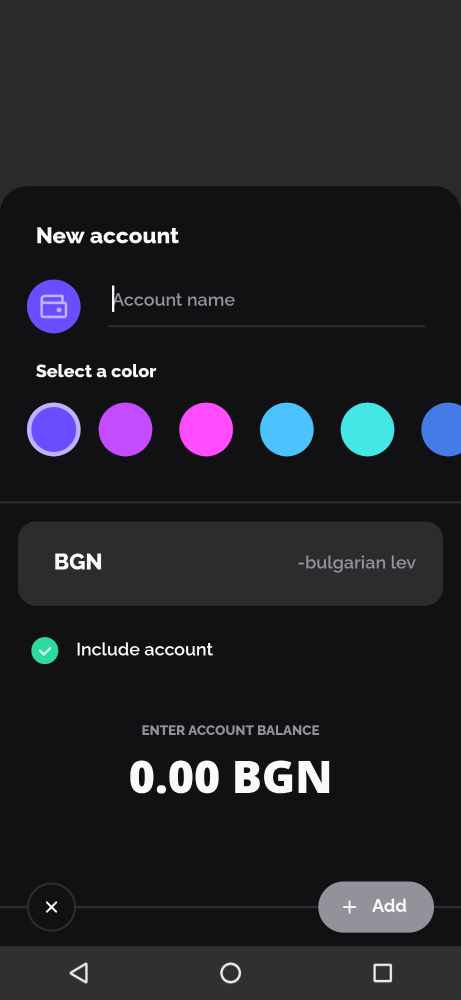 New account
Account name
Select a color
BGN
-bulgarian lev
Include account
ENTER ACCOUNT BALANCE
0.00 BGN
Add